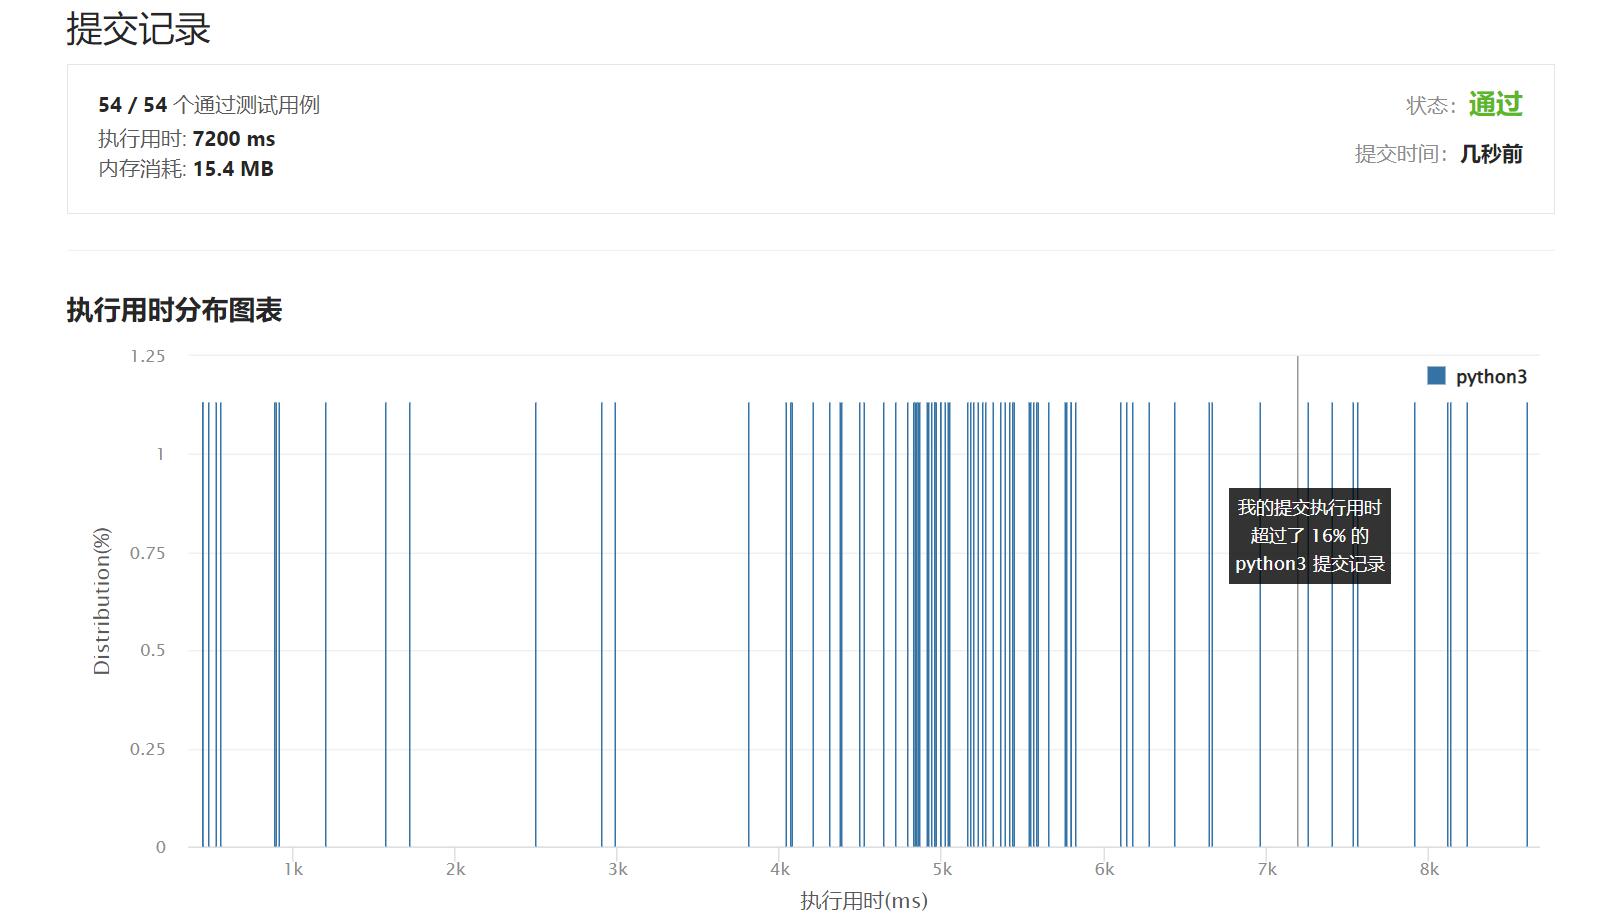 提交记录
54 / 54 个通过测试用例
状态：通过
执行用时: 7200 ms
内存消耗: 15.4 MB
提交时间：几秒前
执行用时分布图表
1.25
python3
1
我的提交执行用时
超过了 16% 的
python3 提交记录
0.75
0.5
0.25
0
Distribution(%)
1k 2k 3k 4k 5k 6k 7k 8k
执行用时(ms)